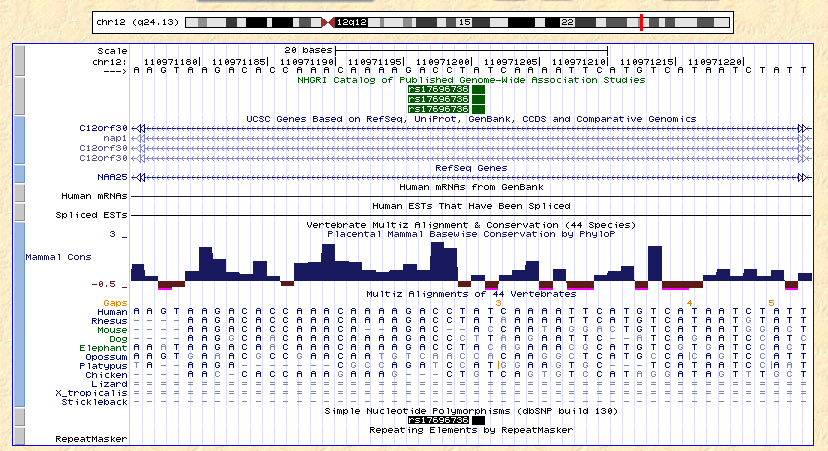 chr12 (q24.13) 12q12 15 22
Scale 20 bases
chr12: 110971180 110971185 110971190 110971195 110971200 110971205 110971210 110971215 110971220
---> A A G T A A G A C A C C A A A C A A A A G A C C T A T C A A A A T T C A T G T C A T A A T C T A T T
NHGRI Catalog of Published Genome-Wide Association Studies
rs17696736
rs17696736
rs17696736
UCSC Genes Based on RefSeq, UniProt, GenBank, CCDS and Comparative Genomics
C12orf30
nap1
C12orf30
C12orf30
RefSeq Genes
NAA25
Human mRNAs from GenBank
Human mRNAs
Human ESTs That Have Been Spliced
Spliced ESTs
Vertebrate Multiz Alignment & Conservation (44 Species)
Placental Mammal Basewise Conservation by PhyloP
3 _
Mammal Cons
-0.5 _
Multiz Alignments of 44 Vertebrates
Gaps 3 4 5
Human A A G T A A G A C A C C A A A C A A A A G A C C T A T C A A A A T T C A T G T C A T A A T C T A T T
Rhesus
Mouse
Dog
Elephant
Opossum
Platypus
Chicken
Lizard
X_tropicalis
Stickleback
Simple Nucleotide Polymorphisms (dbSNP build 130)
rs17696736
Repeating Elements by RepeatMasker
RepeatMasker